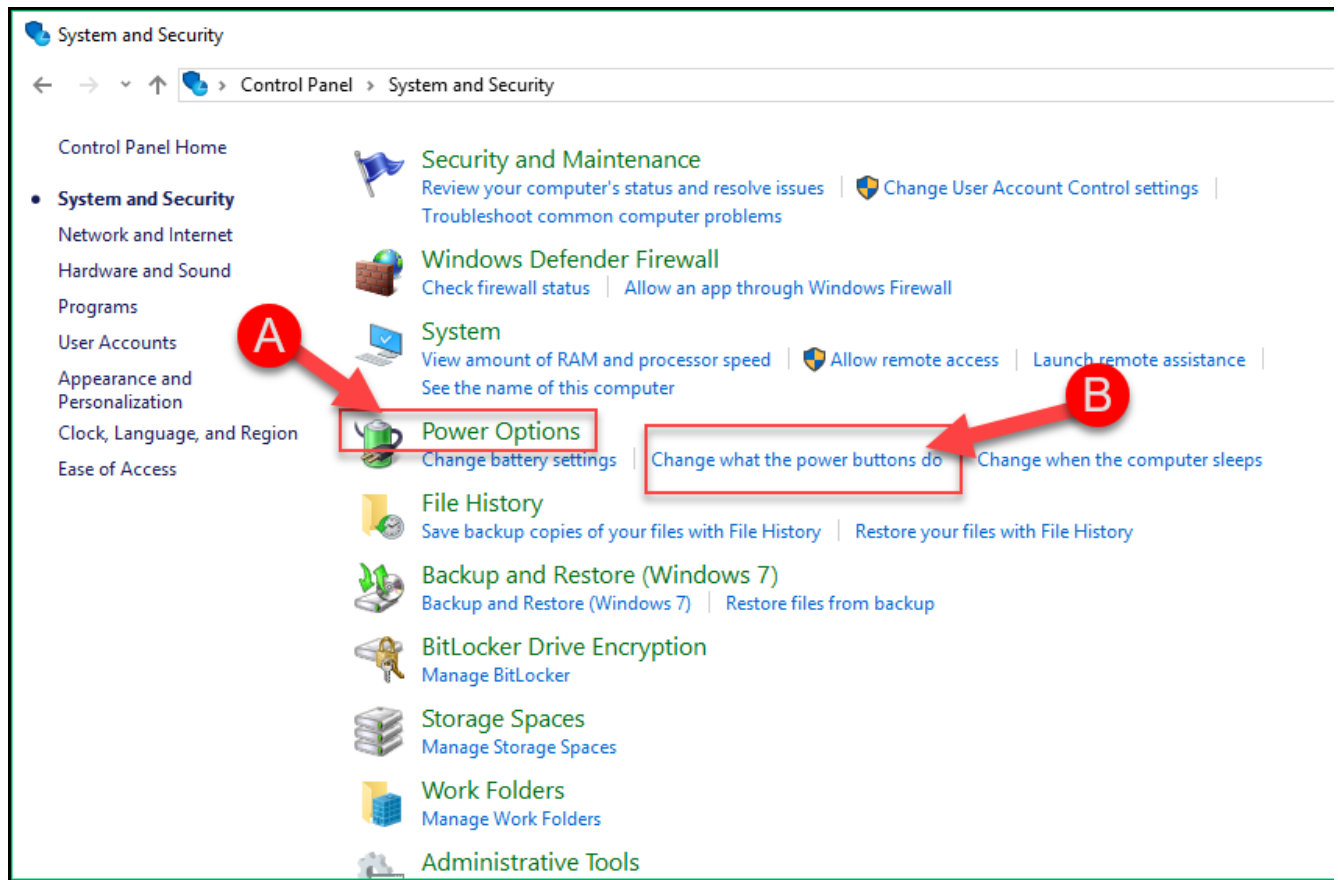 System and Security
Control Panel > System and Security
Control Panel Home
System and Security
Network and Internet
Hardware and Sound
Programs
User Accounts
Appearance and
Personalization
Clock, Language, and Region
Ease of Access
Security and Maintenance
Review your computer's status and resolve issues | Change User Account Control settings |
Troubleshoot common computer problems
Windows Defender Firewall
Check firewall status | Allow an app through Windows Firewall
A
System
View amount of RAM and processor speed | Allow remote access | Launch remote assistance |
See the name of this computer
B
Power Options
Change battery settings | Change what the power buttons do Change when the computer sleeps
File History
Save backup copies of your files with File History | Restore your files with File History
Backup and Restore (Windows 7)
Backup and Restore (Windows 7) | Restore files from backup
BitLocker Drive Encryption
Manage BitLocker
Storage Spaces
Manage Storage Spaces
Work Folders
Manage Work Folders
Administrative Tools